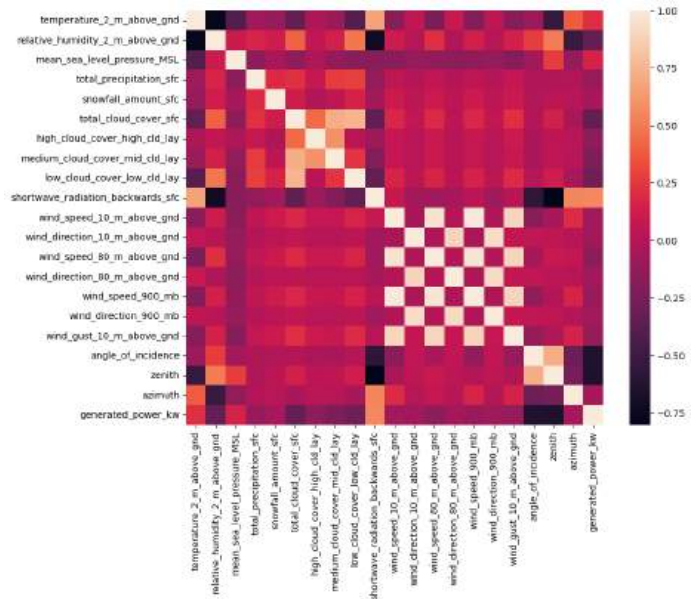 temperature_2_m_above_gnd
relative_humidity_2_m_above_gnd
mean_sea_level_pressure_MSL
total_precipitation_sfc
snowfall_amount_sfc
total_cloud_cover_sfc
high_cloud_cover_high_cld_lay
medium_cloud_cover_mid_cld_lay
low_cloud_cover_low_cld_lay
shortwave_radiation_backwards_sfc
wind_speed_10_m_above_gnd
wind_direction_10_m_above_gnd
wind_speed_80_m_above_gnd
wind_direction_80_m_above_gnd
wind_speed_900_mb
wind_direction_900_mb
wind_gust_10_m_above_gnd
angle_of_incidence
zenith
azimuth
generated_power_kw
temperature_2_m_above_gnd
relative_humidity_2_m_above_gnd
mean_sea_level_pressure_MSL
total_precipitation_sfc
snowfall_amount_sfc
total_cloud_cover_sfc
high_cloud_cover_high_cld_lay
medium_cloud_cover_mid_cld_lay
low_cloud_cover_low_cld_lay
shortwave_radiation_backwards_sfc
wind_speed_10_m_above_gnd
wind_direction_10_m_above_gnd
wind_speed_80_m_above_gnd
wind_direction_80_m_above_gnd
wind_speed_900_mb
wind_direction_900_mb
wind_gust_10_m_above_gnd
angle_of_incidence
zenith
azimuth
generated_power_kw
1.00
0.75
0.50
0.25
0.00
-0.25
-0.50
-0.75